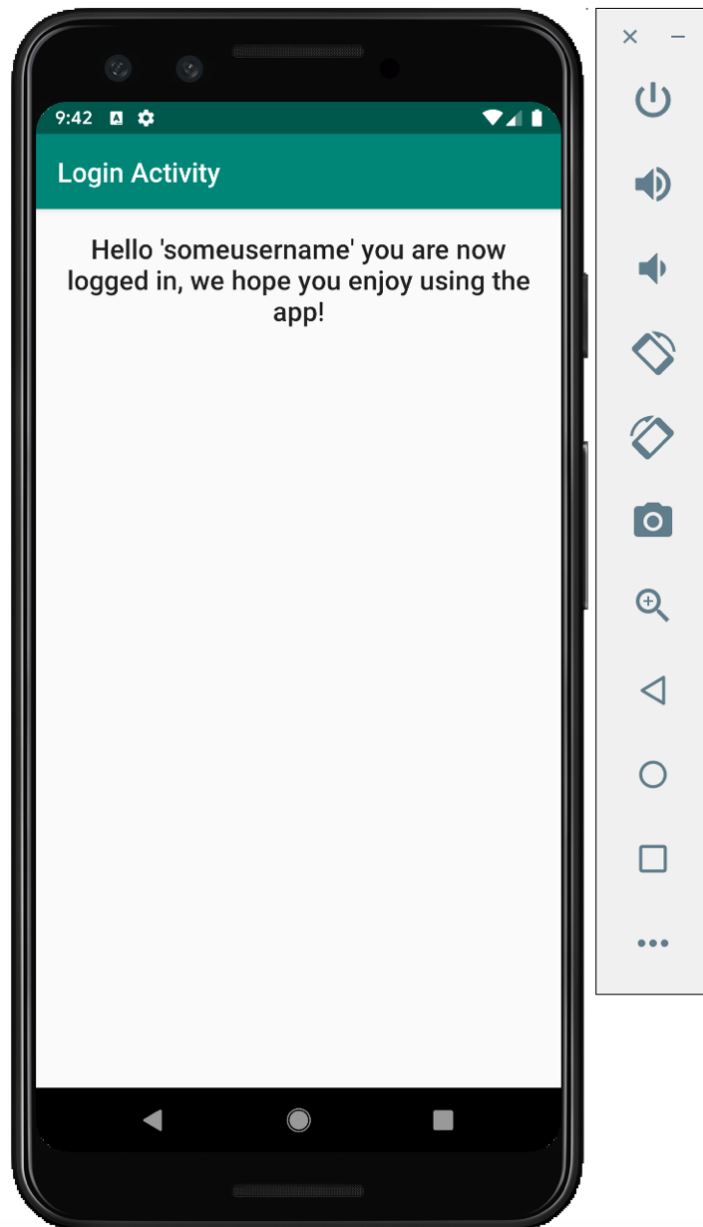 9:42
Login Activity
Hello 'someusername' you are now
logged in, we hope you enjoy using the
app!